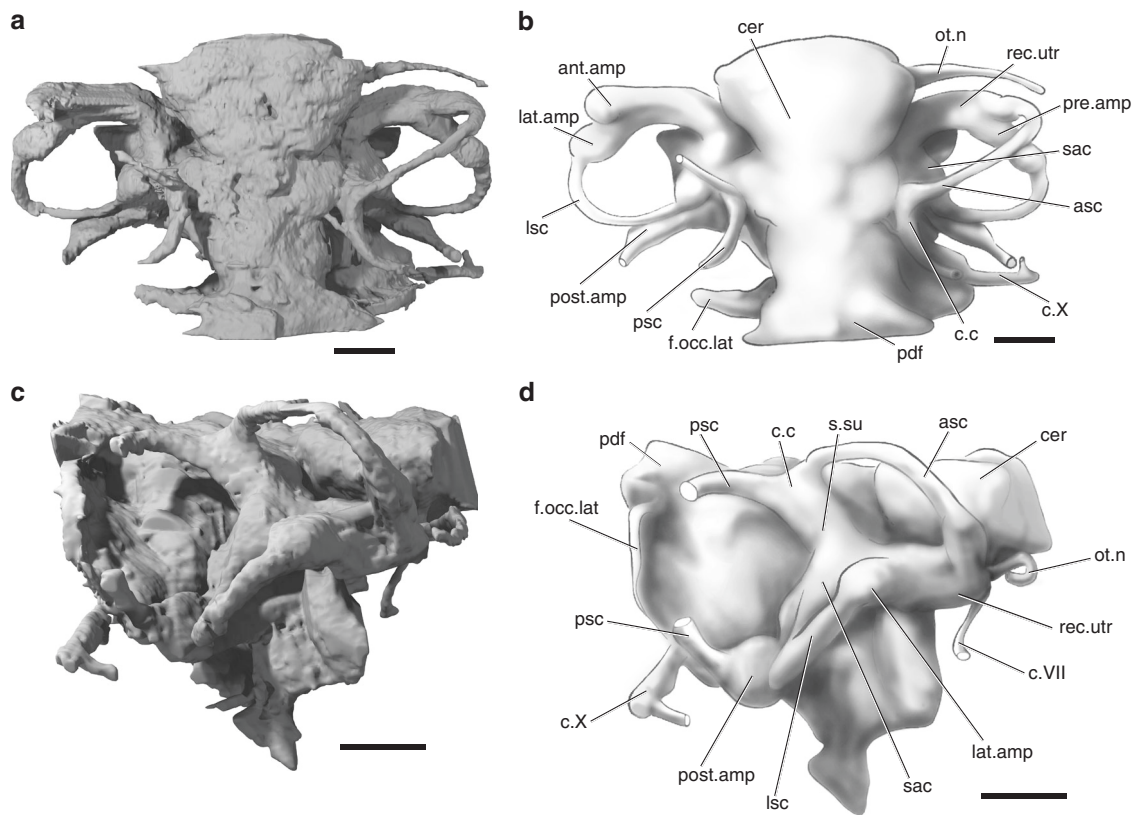 a
b
cer
ot.n
rec.utr
ant.amp
lat.amp
pre.amp
sac
asc
lsc
post.amp
psc
f.occ.lat
c.X
c.c
pdf
c
d
pdf
psc
c.c
s.su
asc
cer
f.occ.lat
ot.n
psc
rec.utr
c.VII
c.X
lat.amp
post.amp
sac
lsc